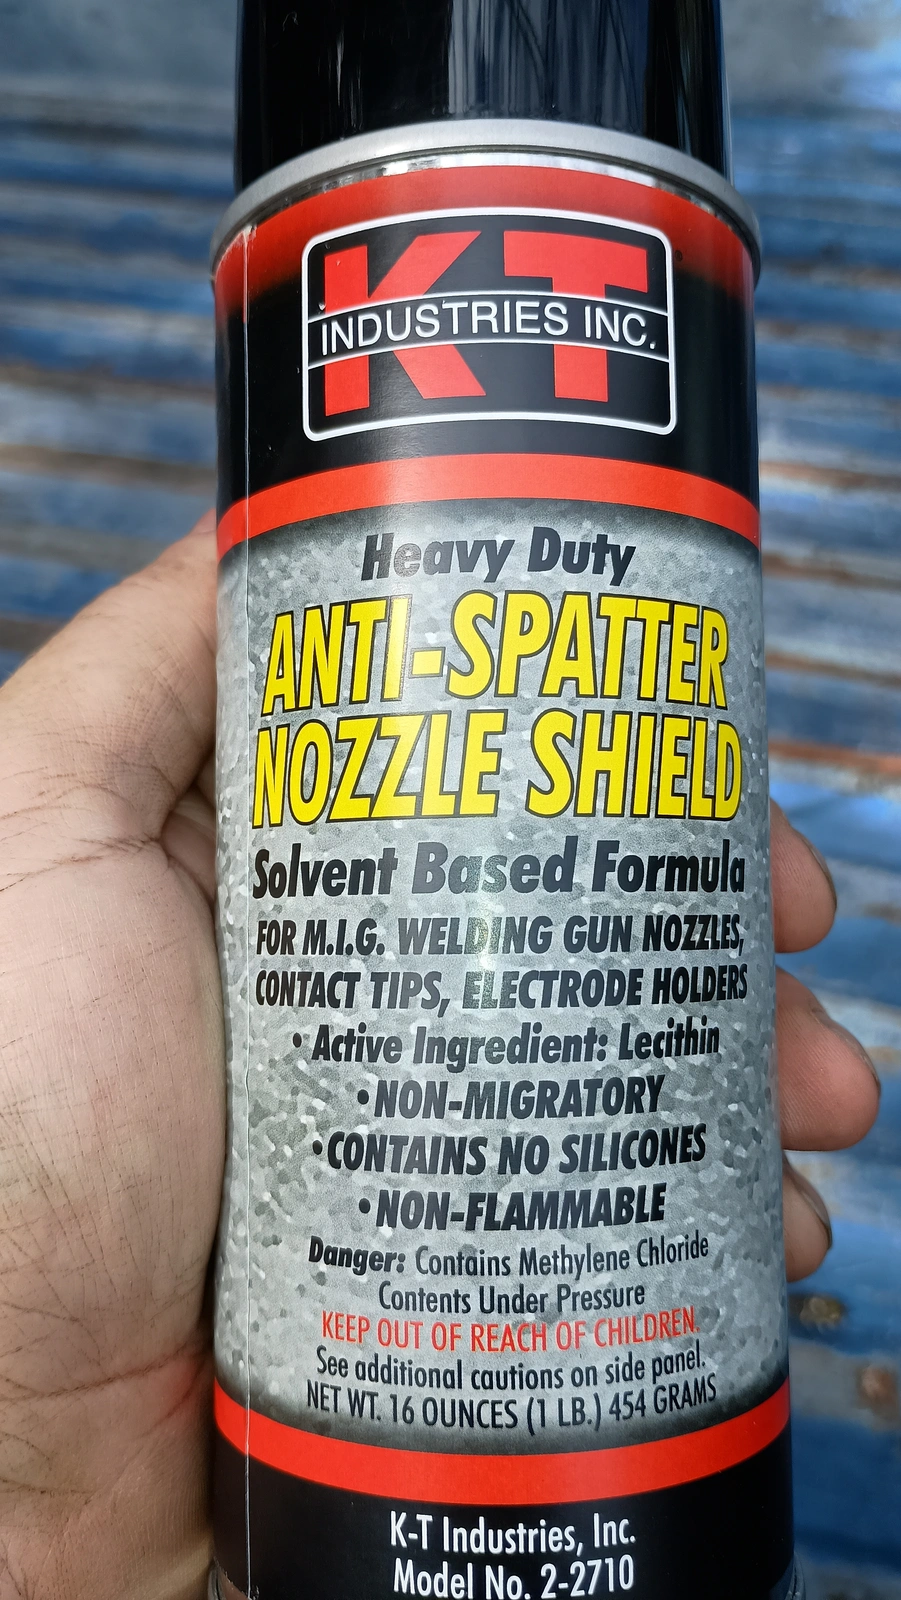 KT
INDUSTRIES INC.
Heavy Duty
ANTI-SPATTER
NOZZLE SHIELD
Solvent Based Formula
FOR M.I.G. WELDING GUN NOZZLES,
CONTACT TIPS, ELECTRODE HOLDERS
• Active Ingredient: Lecithin
• NON-MIGRATORY
• CONTAINS NO SILICONES
• NON-FLAMMABLE
Danger: Contains Methylene Chloride
Contents Under Pressure
KEEP OUT OF REACH OF CHILDREN.
See additional cautions on side panel.
NET WT. 16 OUNCES (1 LB.) 454 GRAMS
K-T Industries, Inc.
Model No. 2-2710